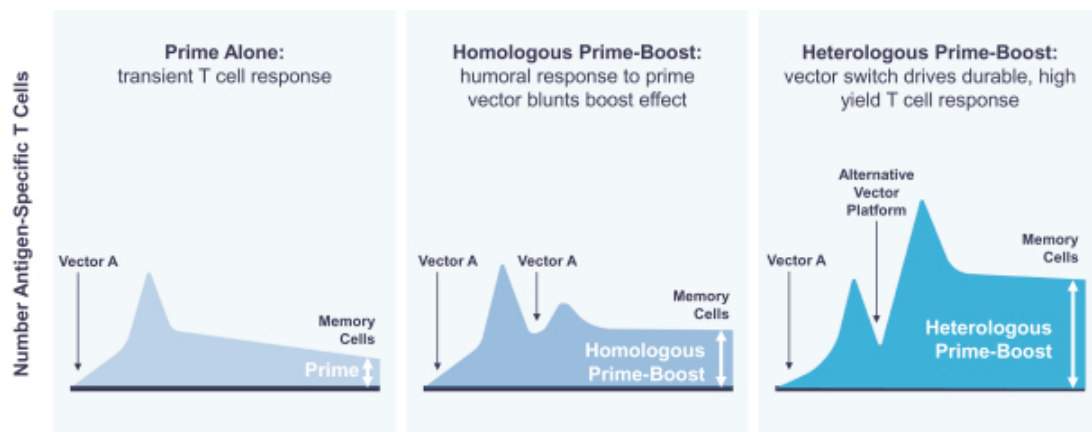 Number Antigen-Specific T Cells
Prime Alone:
transient T cell response
Vector A
Memory
Cells
Prime
Homologous Prime-Boost:
humoral response to prime
vector blunts boost effect
Vector A
Vector A
Memory
Cells
Homologous
Prime-Boost
Heterologous Prime-Boost:
vector switch drives durable, high
yield T cell response
Alternative
Vector
Platform
Vector A
Memory
Cells
Heterologous
Prime-Boost